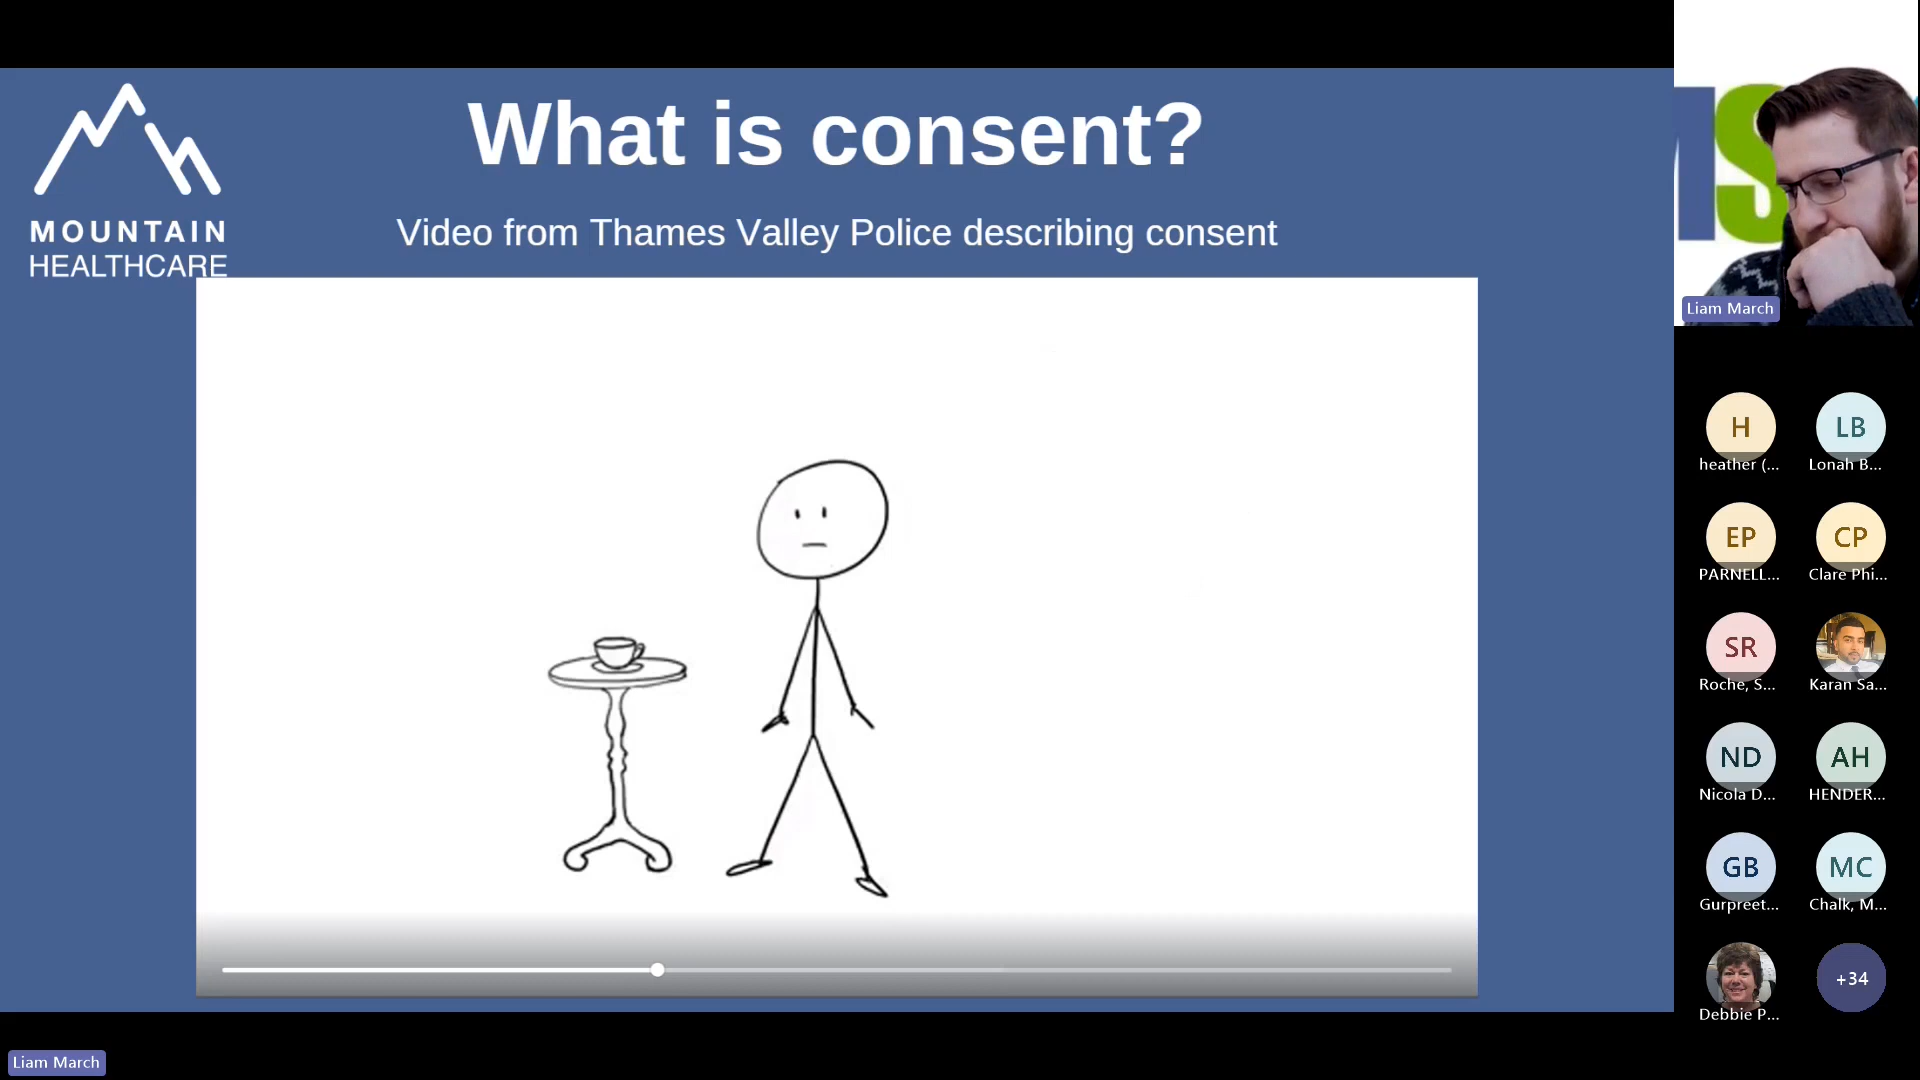 MOUNTAIN
HEALTHCARE
What is consent?
Video from Thames Valley Police describing consent
S
Liam March
H
LB
heather (...
Lonah B...
EP
CP
PARNELL...
Clare Phi...
SR
Roche, S...
Karan Sa...
ND
AH
Nicola D...
HENDER...
GB
MC
Gurpreet...
Chalk, M...
+34
Debbie P...
Liam March